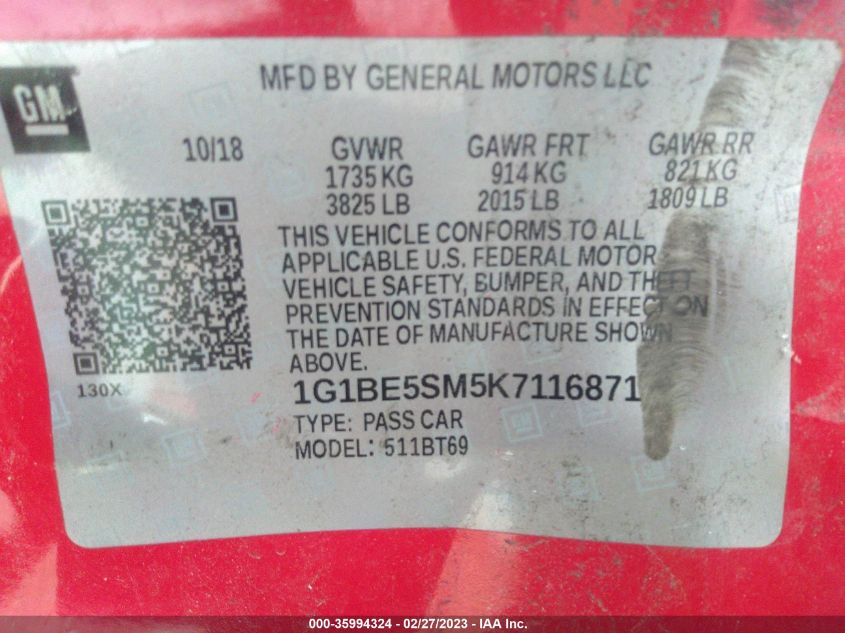 GM
MFD BY GENERAL MOTORS LLC
10/18 GVWR GAWR FRT GAWR RR
1735 KG 914 KG 821 KG
3825 LB 2015 LB 1809 LB
THIS VEHICLE CONFORMS TO ALL
APPLICABLE U.S. FEDERAL MOTOR
VEHICLE SAFETY, BUMPER, AND THEFT
PREVENTION STANDARDS IN EFFECT ON
THE DATE OF MANUFACTURE SHOWN
ABOVE.
130X
1G1BE5SM5K7116871
TYPE: PASS CAR
MODEL: 511BT69
000-35994324 - 02/27/2023 - IAA Inc.